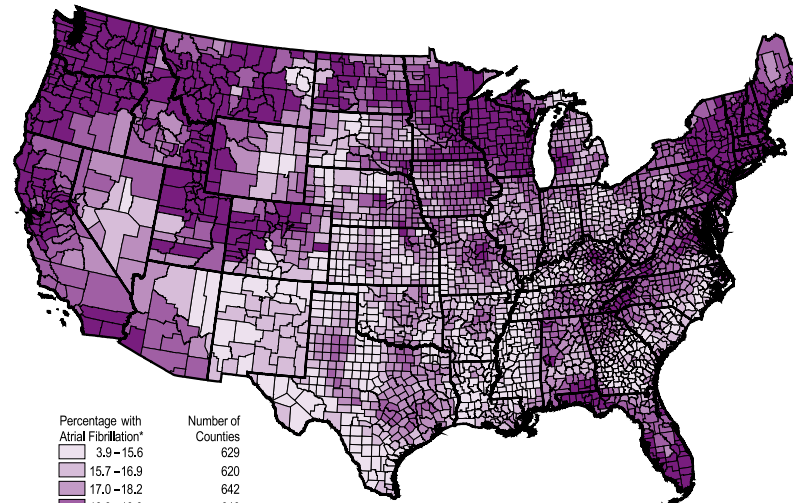 Percentage with Number of
Atrial Fibrillation* Counties
3.9–15.6 629
15.7–16.9 620
17.0–18.2 642